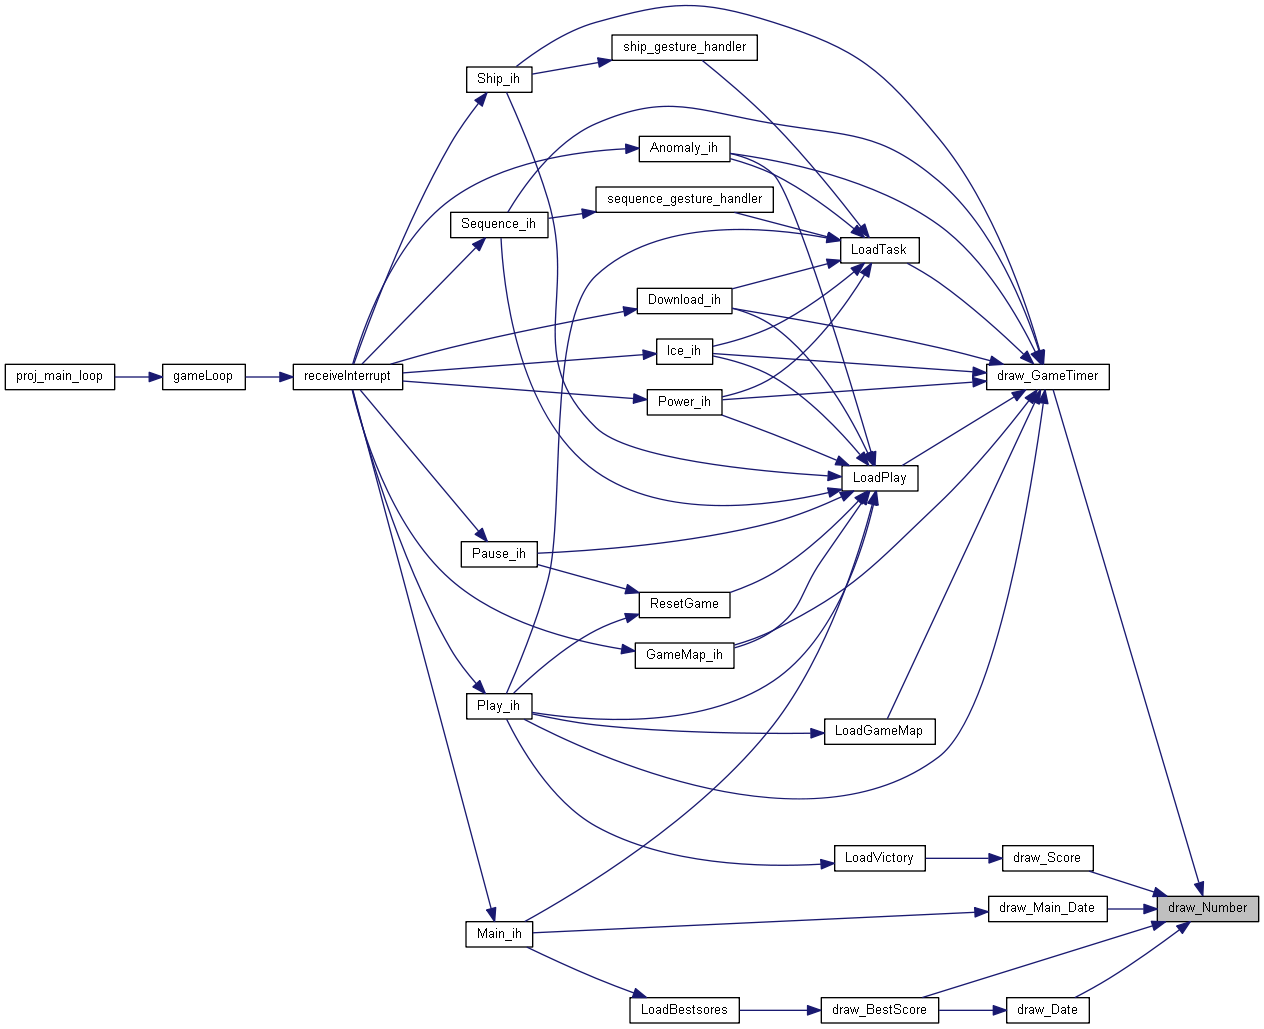 ship_gesture_handler
Ship_ih
Anomaly_ih
sequence_gesture_handler
Sequence_ih
LoadTask
Download_ih
Ice_ih
proj_main_loop
gameLoop
receiveInterrupt
draw_GameTimer
Power_ih
LoadPlay
Pause_ih
ResetGame
GameMap_ih
Play_ih
LoadGameMap
LoadVictory
draw_Score
draw_Main_Date
draw_Number
Main_ih
LoadBestsores
draw_BestScore
draw_Date